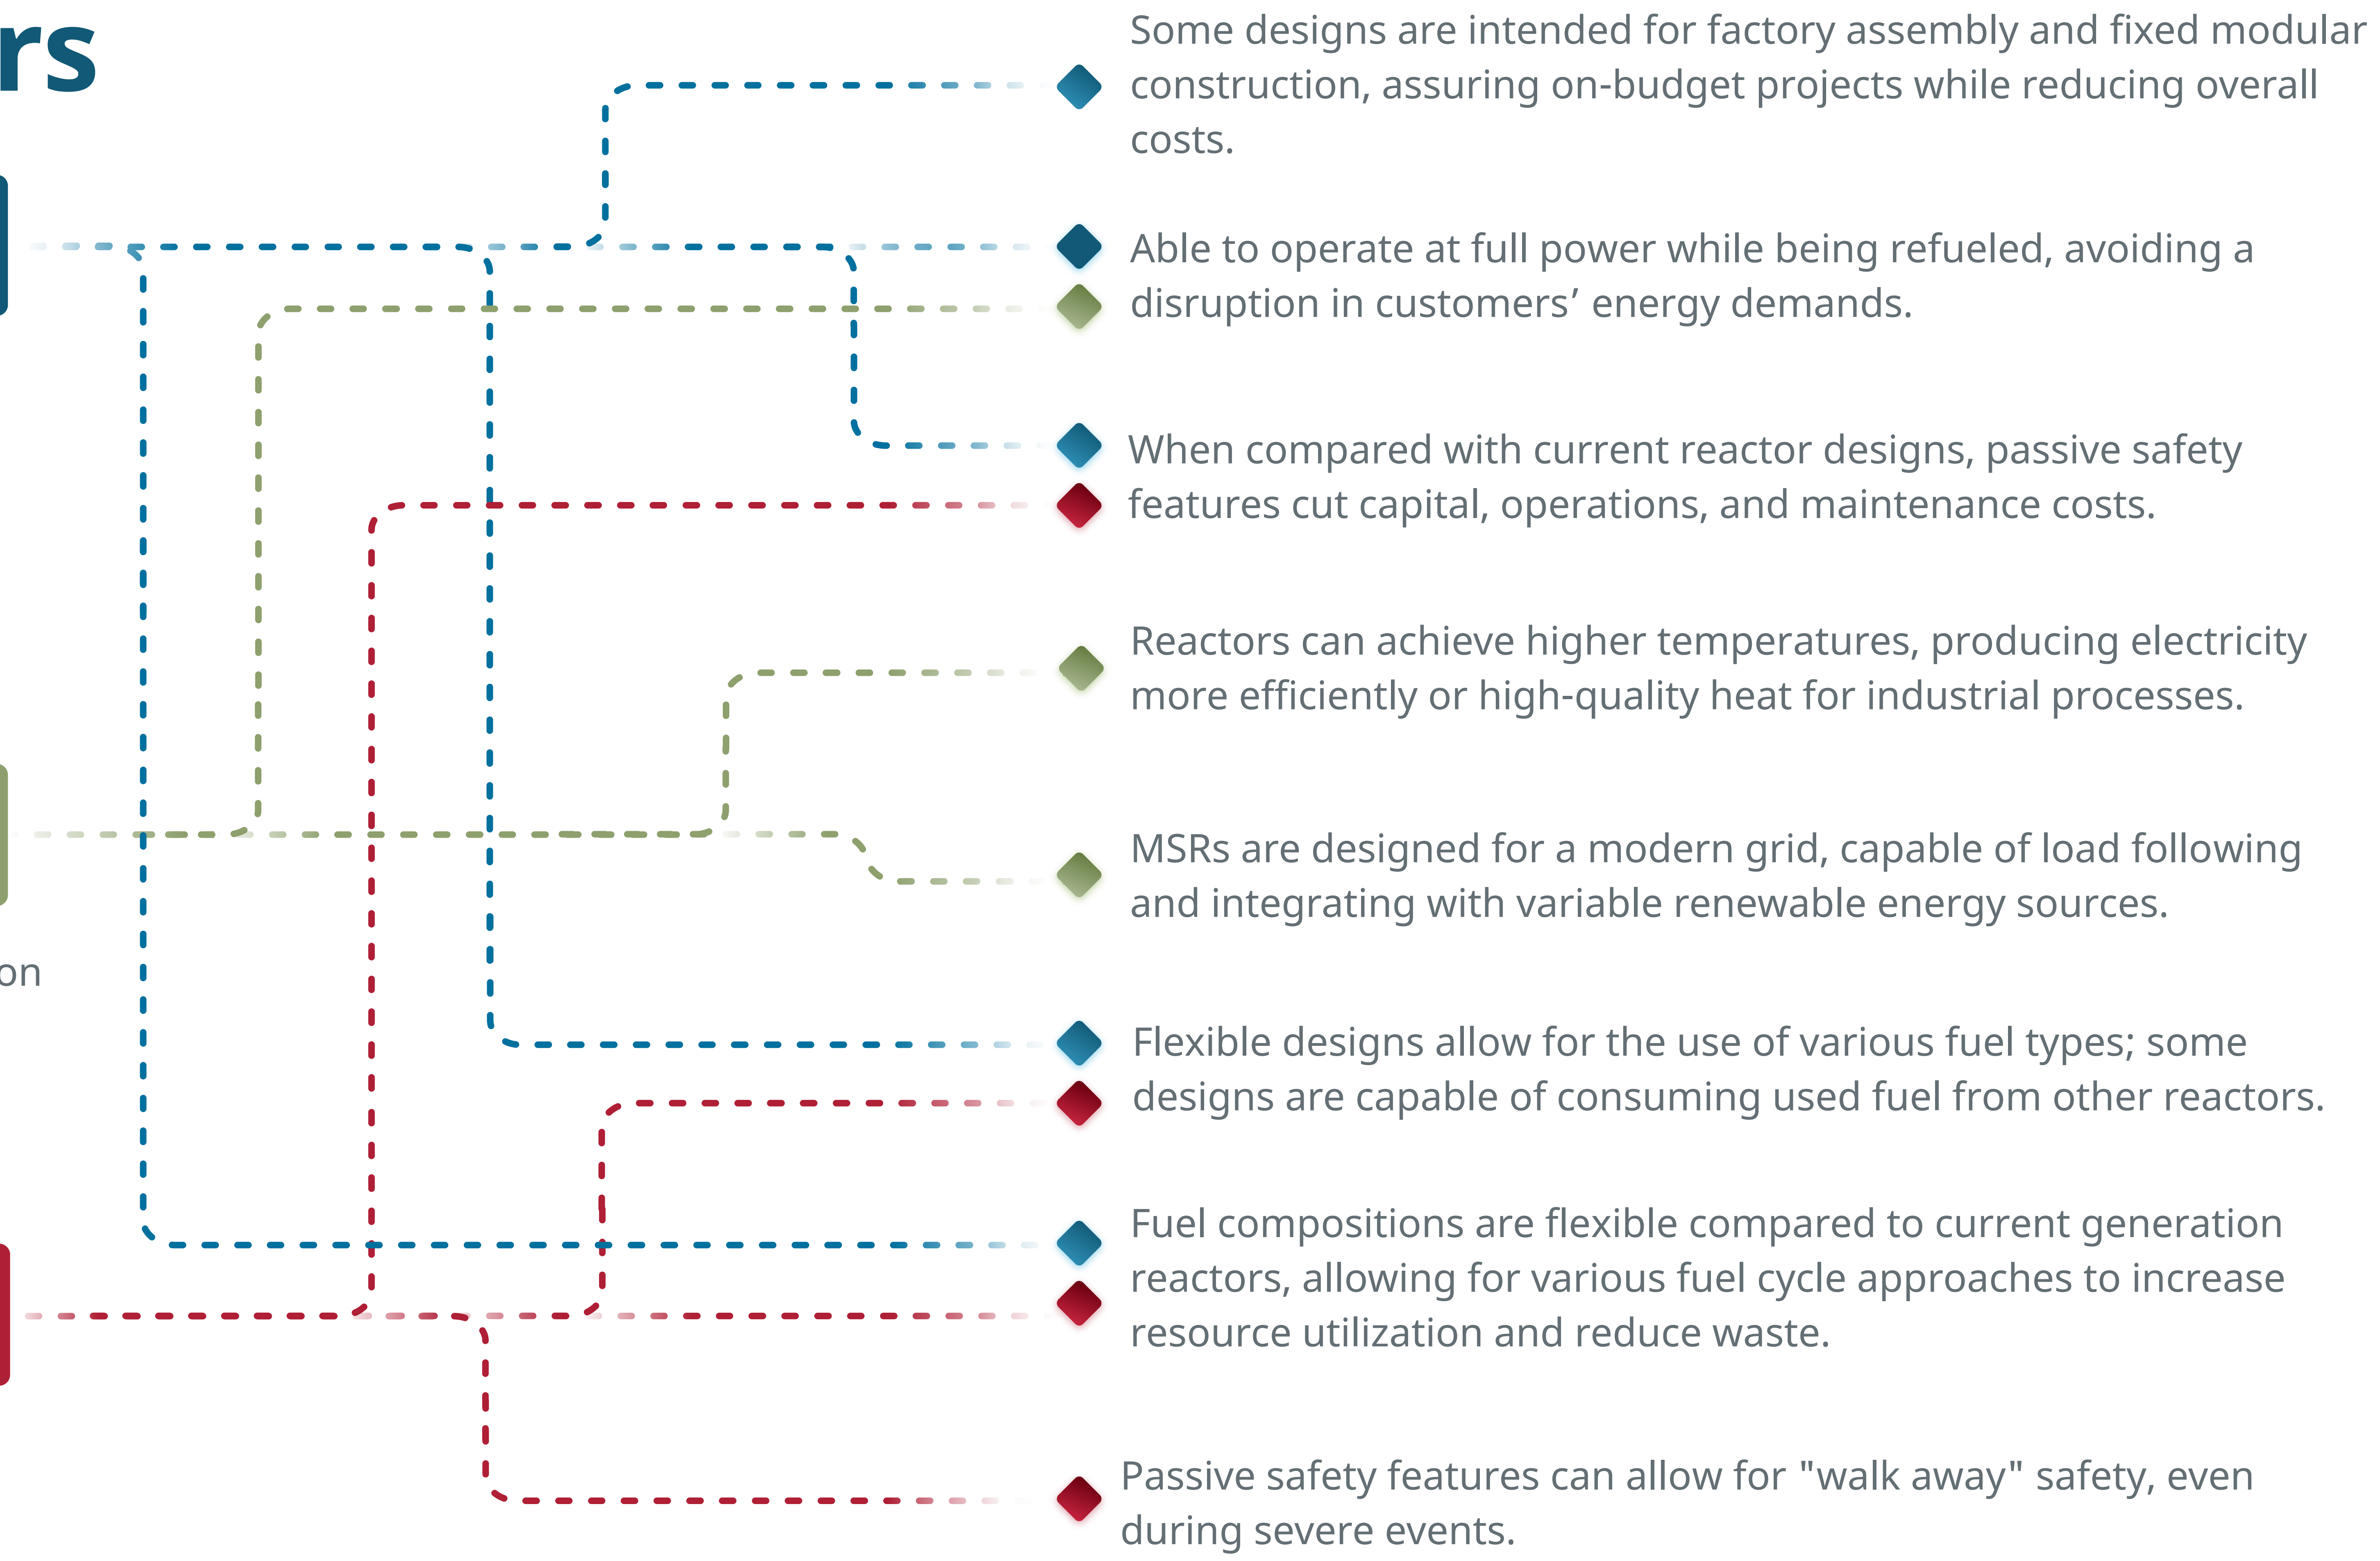 rs
Some designs are intended for factory assembly and fixed modular
construction, assuring on-budget projects while reducing overall
costs.
Able to operate at full power while being refueled, avoiding a
disruption in customers’ energy demands.
When compared with current reactor designs, passive safety
features cut capital, operations, and maintenance costs.
Reactors can achieve higher temperatures, producing electricity
more efficiently or high-quality heat for industrial processes.
MSRs are designed for a modern grid, capable of load following
and integrating with variable renewable energy sources.
on
Flexible designs allow for the use of various fuel types; some
designs are capable of consuming used fuel from other reactors.
Fuel compositions are flexible compared to current generation
reactors, allowing for various fuel cycle approaches to increase
resource utilization and reduce waste.
Passive safety features can allow for "walk away" safety, even
during severe events.